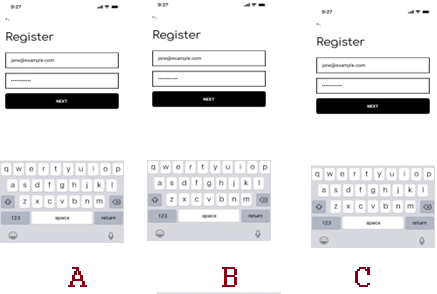 9:27 9:27 9:27
Register Register Register
jane@example.com jane@example.com jane@example.com
•••••••••••• •••••••••••• ••••••••••••
NEXT NEXT NEXT
q w e r t y u i o p q w e r t y u i o p q w e r t y u i o p
a s d f g h j k l a s d f g h j k l a s d f g h j k l
z x c v b n m z x c v b n m z x c v b n m
123 space return 123 space return 123 space return
A B C